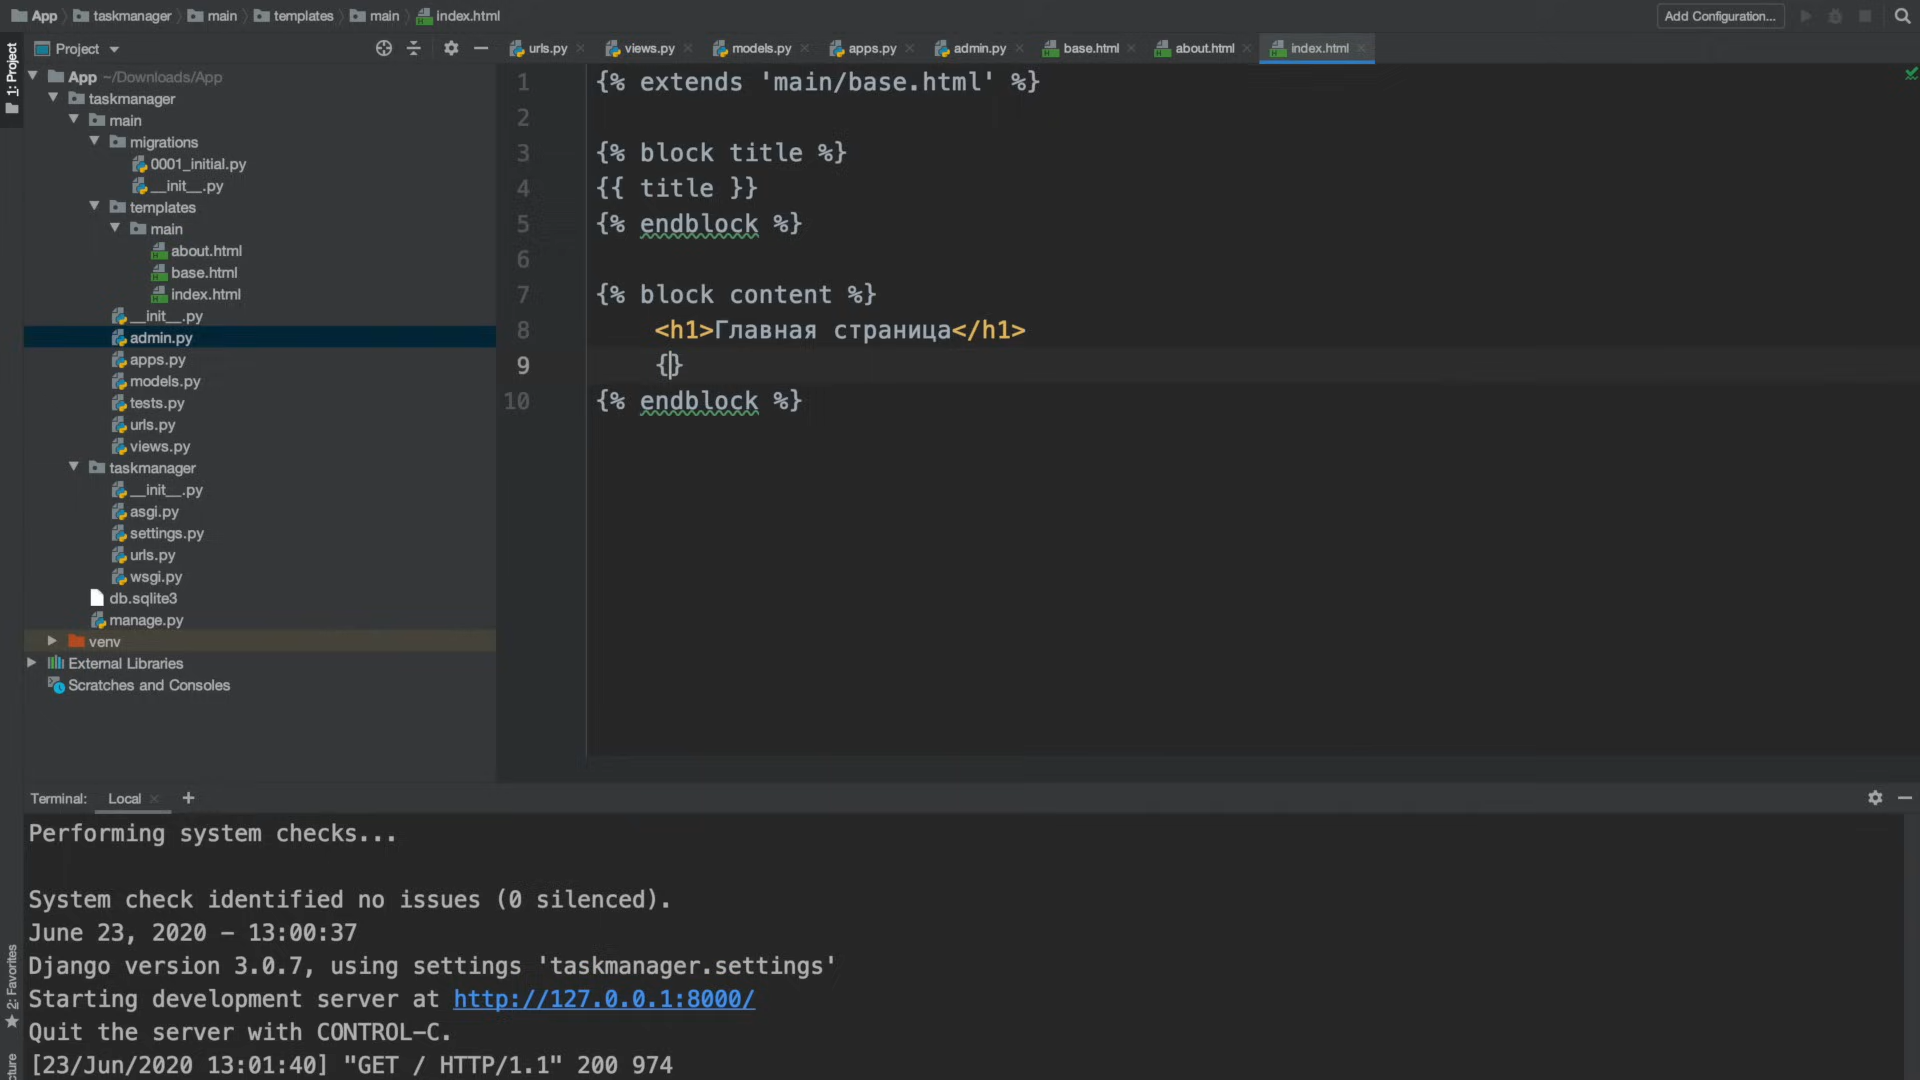 App taskmanager main templates main index.html Add Configuration...
Project urls.py views.py models.py apps.py admin.py base.html about.html index.html
1: Project
App ~/Downloads/App
taskmanager
main
migrations
0001_initial.py
__init__.py
templates
main
about.html
base.html
index.html
__init__.py
admin.py
apps.py
models.py
tests.py
urls.py
views.py
taskmanager
__init__.py
asgi.py
settings.py
urls.py
wsgi.py
db.sqlite3
manage.py
venv
External Libraries
Scratches and Consoles
1 {% extends 'main/base.html' %}
2
3 {% block title %}
4 {{ title }}
5 {% endblock %}
6
7 {% block content %}
8 <h1>Главная страница</h1>
9 {}
10 {% endblock %}
Terminal: Local +
Performing system checks...
System check identified no issues (0 silenced).
June 23, 2020 - 13:00:37
Django version 3.0.7, using settings 'taskmanager.settings'
Starting development server at http://127.0.0.1:8000/
Quit the server with CONTROL-C.
[23/Jun/2020 13:01:40] "GET / HTTP/1.1" 200 974
2: Favorites